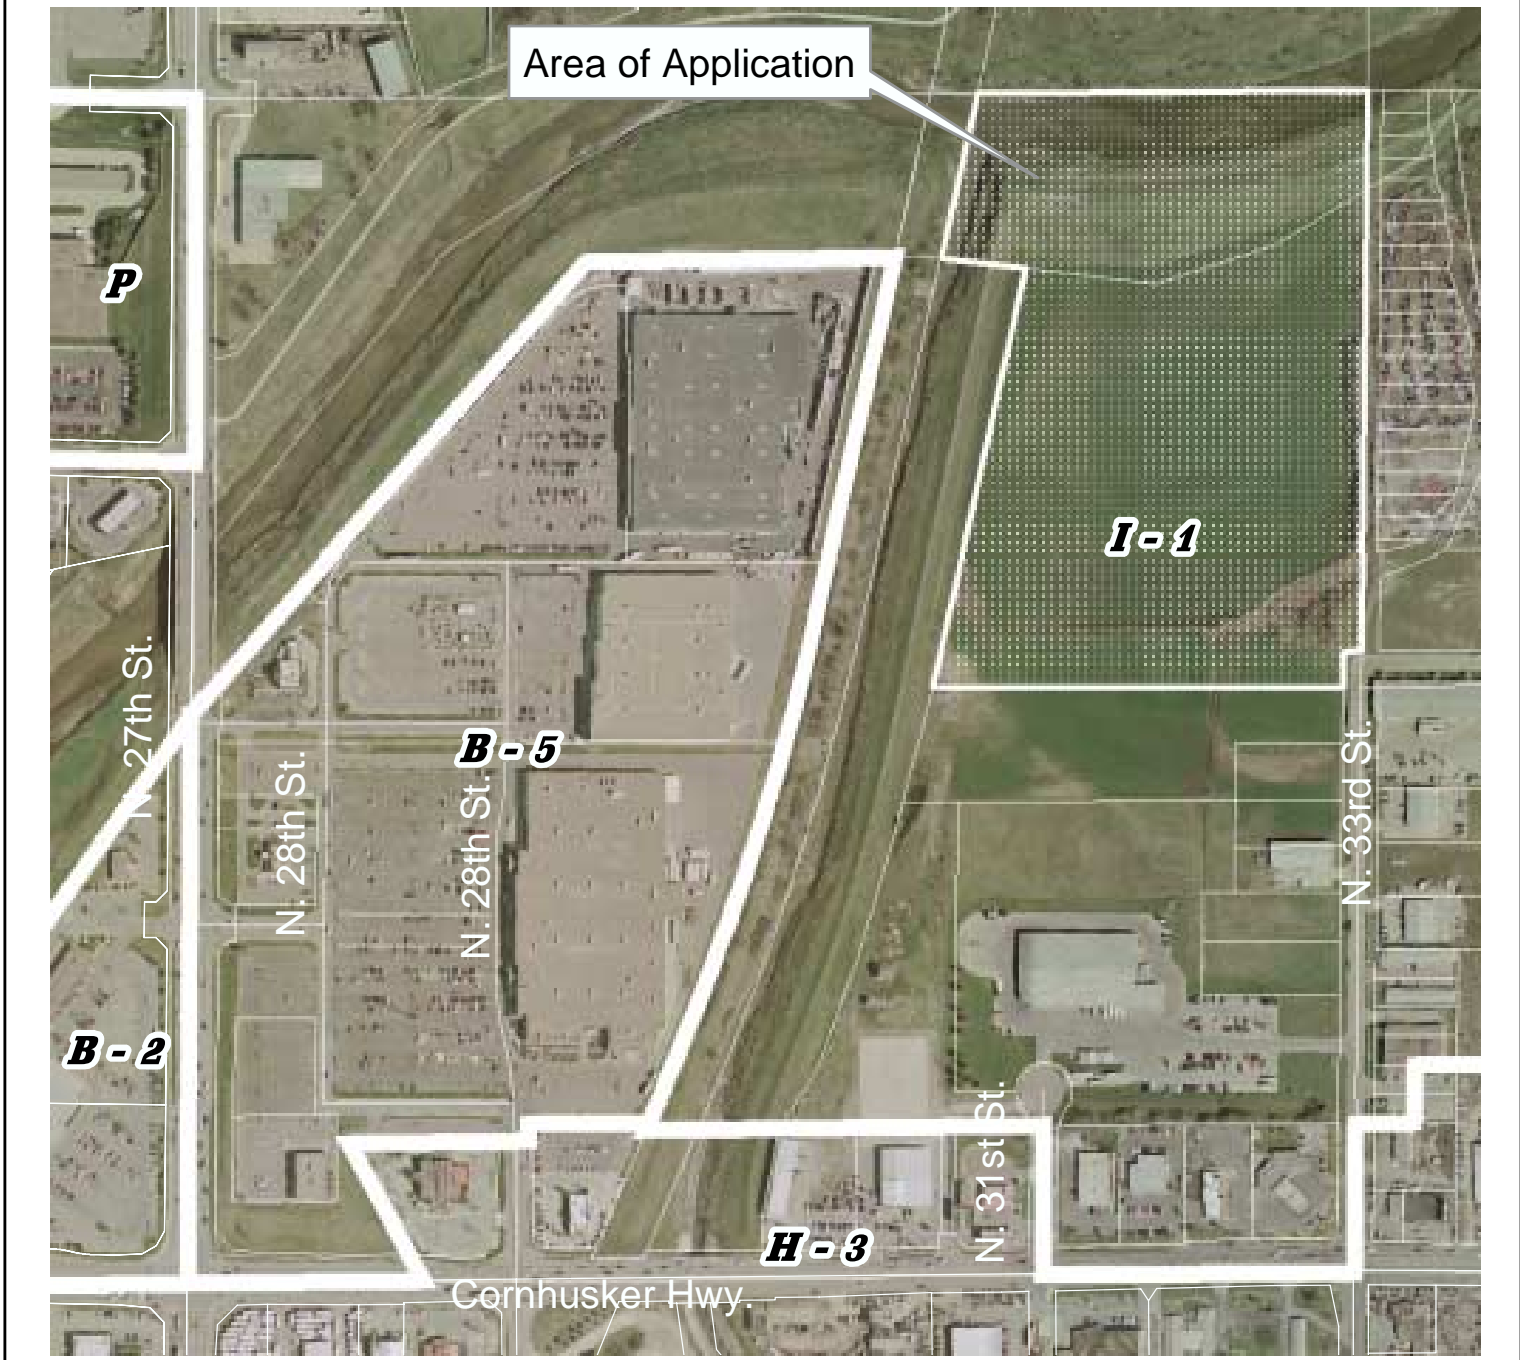 Area of Application
P
I - 1
N. 27th St.
B - 5
N. 28th St.
N. 28th St.
N. 33rd St.
B - 2
N. 31st St.
H - 3
Cornhusker Hwy.